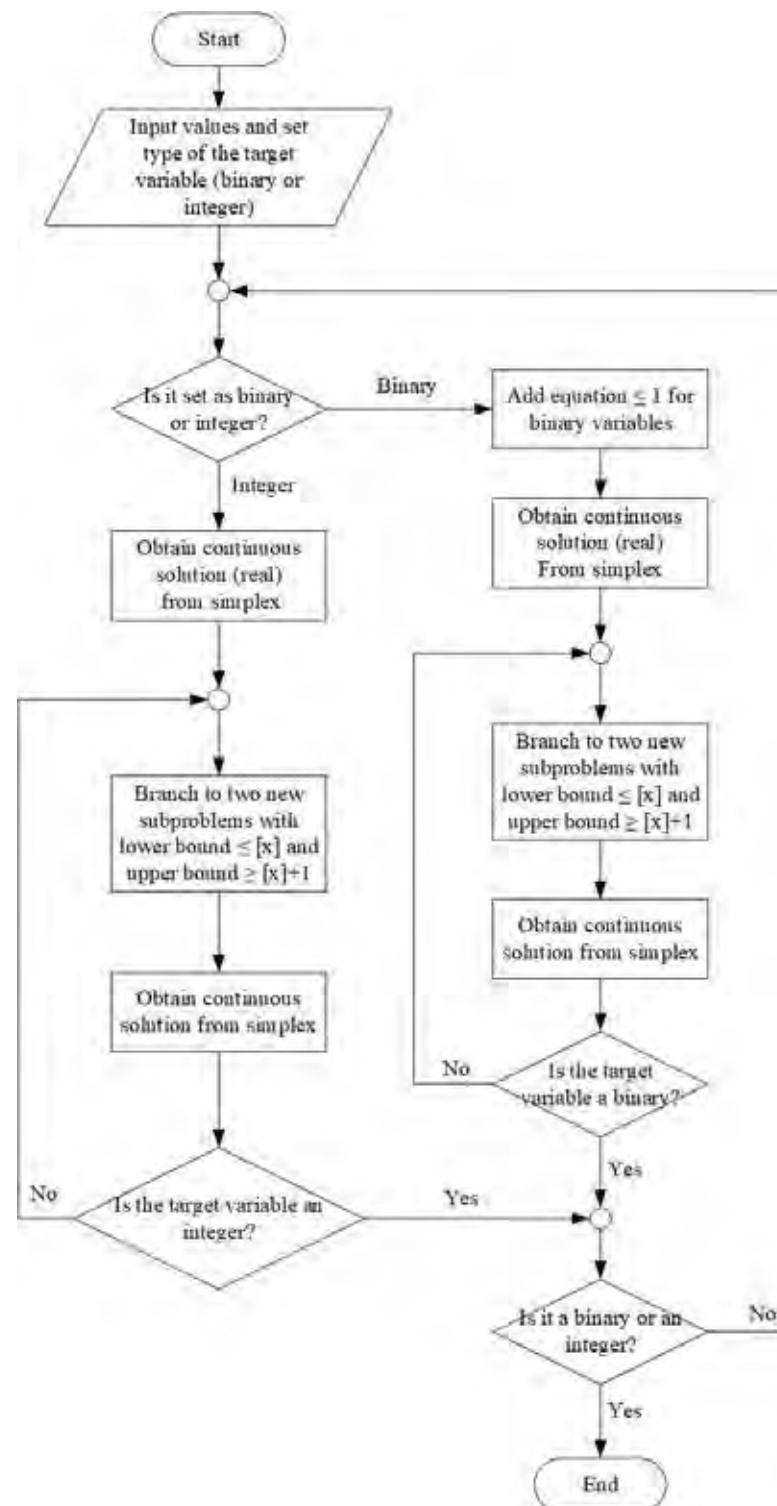 Start
Input values and set
type of the target
variable (binary or
integer)
Is it set as binary
or integer?
Binary
Add equation ≤ 1 for
binary variables
Integer
Obtain continuous
solution (real)
from simplex
Obtain continuous
solution (real)
From simplex
Branch to two new
subproblems with
lower bound ≤ [x] and
upper bound ≥ [x]+1
Branch to two new
subproblems with
lower bound ≤ [x] and
upper bound ≥ [x]+1
Obtain continuous
solution from simplex
Obtain continuous
solution from simplex
No
Is the target
variable a binary?
Yes
No
Is the target variable an
integer?
Yes
Is it a binary or an
integer?
No
Yes
End